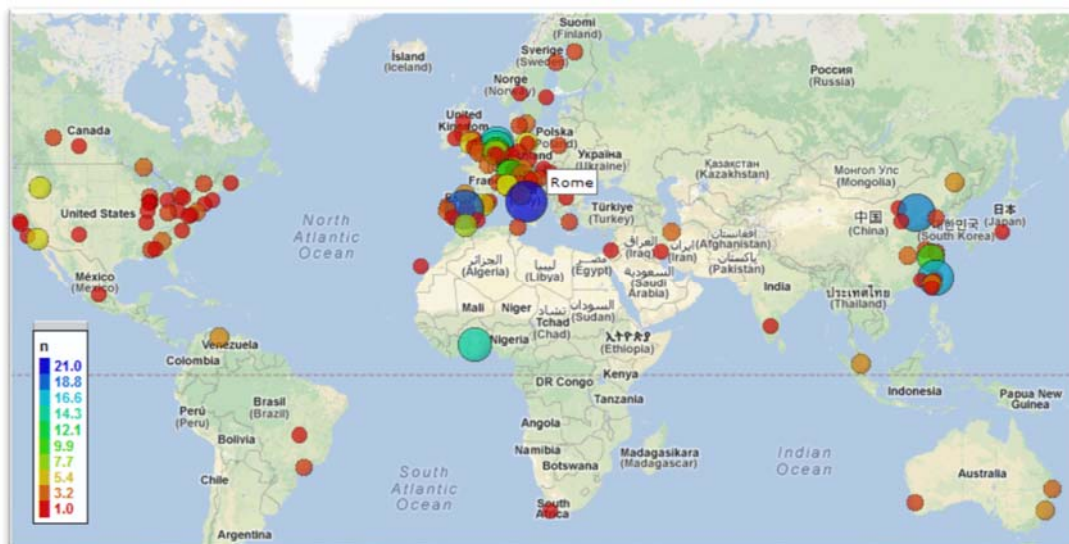 Suomi
(Finland)
Ísland
(Iceland)
Sverige
(Sweden)
Россия
(Russia)
Norge
(Norway)
Canada
United
Kingdom
Polska
(Poland)
Україна
(Ukraine)
Қазақстан
(Kazakhstan)
Монгол Улс
(Mongolia)
Rome
United States
North
Atlantic
Ocean
Türkiye
(Turkey)
中国
(China)
대한민국
(South Korea)
日本
(Japan)
افغانستان
(Afghanistan)
العراق
(Iraq)
ایران
(Iran)
پاکستان
(Pakistan)
الجزائر
(Algeria)
ليبيا
(Libya)
مصر
(Egypt)
السعودية
(Saudi
Arabia)
México
(Mexico)
India
ประเทศไทย
(Thailand)
Mali
Niger
السودان
(Sudan)
تشاد
Tchad
(Chad)
Nigeria
ኢትዮጵያ
(Ethiopia)
Venezuela
Colombia
Kenya
DR Congo
Tanzania
Indonesia
Papua New
Guinea
Perú
(Peru)
Brasil
(Brazil)
Bolivia
Angola
Namibia
Botswana
Madagasikara
(Madagascar)
Indian
Ocean
South
Atlantic
Ocean
Chile
Australia
South
Africa
Argentina
n
21.0
18.8
16.6
14.3
12.1
9.9
7.7
5.4
3.2
1.0